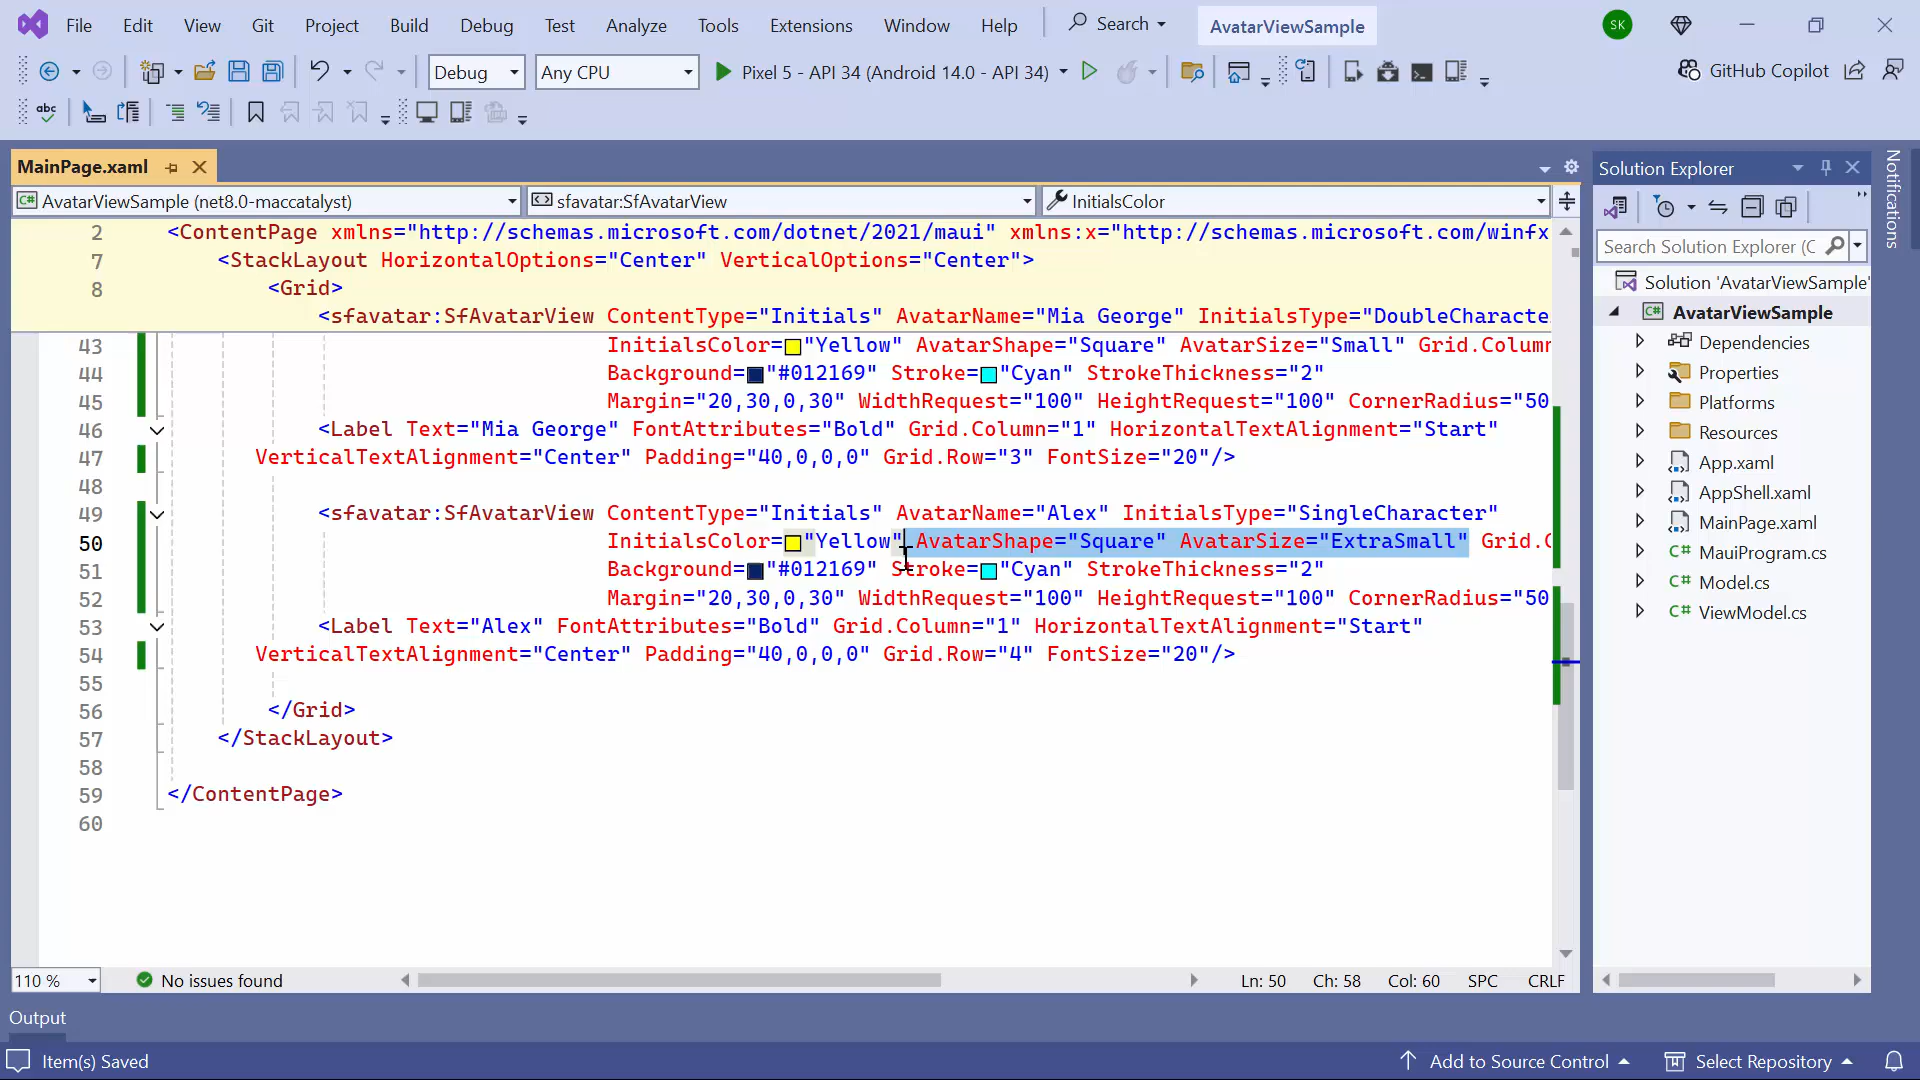 File Edit View Git Project Build Debug Test Analyze Tools Extensions Window Help Search AvatarViewSample SK
Debug Any CPU Pixel 5 - API 34 (Android 14.0 - API 34) GitHub Copilot
abc
MainPage.xaml
AvatarViewSample (net8.0-maccatalyst) sfavatar:SfAvatarView InitialsColor
2 <ContentPage xmlns="http://schemas.microsoft.com/dotnet/2021/maui" xmlns:x="http://schemas.microsoft.com/winfx
7 <StackLayout HorizontalOptions="Center" VerticalOptions="Center">
8 <Grid>
<sfavatar:SfAvatarView ContentType="Initials" AvatarName="Mia George" InitialsType="DoubleCharacte
43 InitialsColor="Yellow" AvatarShape="Square" AvatarSize="Small" Grid.Column
44 Background="#012169" Stroke="Cyan" StrokeThickness="2"
45 Margin="20,30,0,30" WidthRequest="100" HeightRequest="100" CornerRadius="50
46 <Label Text="Mia George" FontAttributes="Bold" Grid.Column="1" HorizontalTextAlignment="Start"
47 VerticalTextAlignment="Center" Padding="40,0,0,0" Grid.Row="3" FontSize="20"/>
48
49 <sfavatar:SfAvatarView ContentType="Initials" AvatarName="Alex" InitialsType="SingleCharacter"
50 InitialsColor="Yellow" AvatarShape="Square" AvatarSize="ExtraSmall" Grid.C
51 Background="#012169" Stroke="Cyan" StrokeThickness="2"
52 Margin="20,30,0,30" WidthRequest="100" HeightRequest="100" CornerRadius="50
53 <Label Text="Alex" FontAttributes="Bold" Grid.Column="1" HorizontalTextAlignment="Start"
54 VerticalTextAlignment="Center" Padding="40,0,0,0" Grid.Row="4" FontSize="20"/>
55
56 </Grid>
57 </StackLayout>
58
59 </ContentPage>
60
110 % No issues found Ln: 50 Ch: 58 Col: 60 SPC CRLF
Solution Explorer
Search Solution Explorer (C
Solution 'AvatarViewSample'
C# AvatarViewSample
Dependencies
Properties
Platforms
Resources
App.xaml
AppShell.xaml
MainPage.xaml
C# MauiProgram.cs
C# Model.cs
C# ViewModel.cs
Notifications
Output
Item(s) Saved Add to Source Control Select Repository